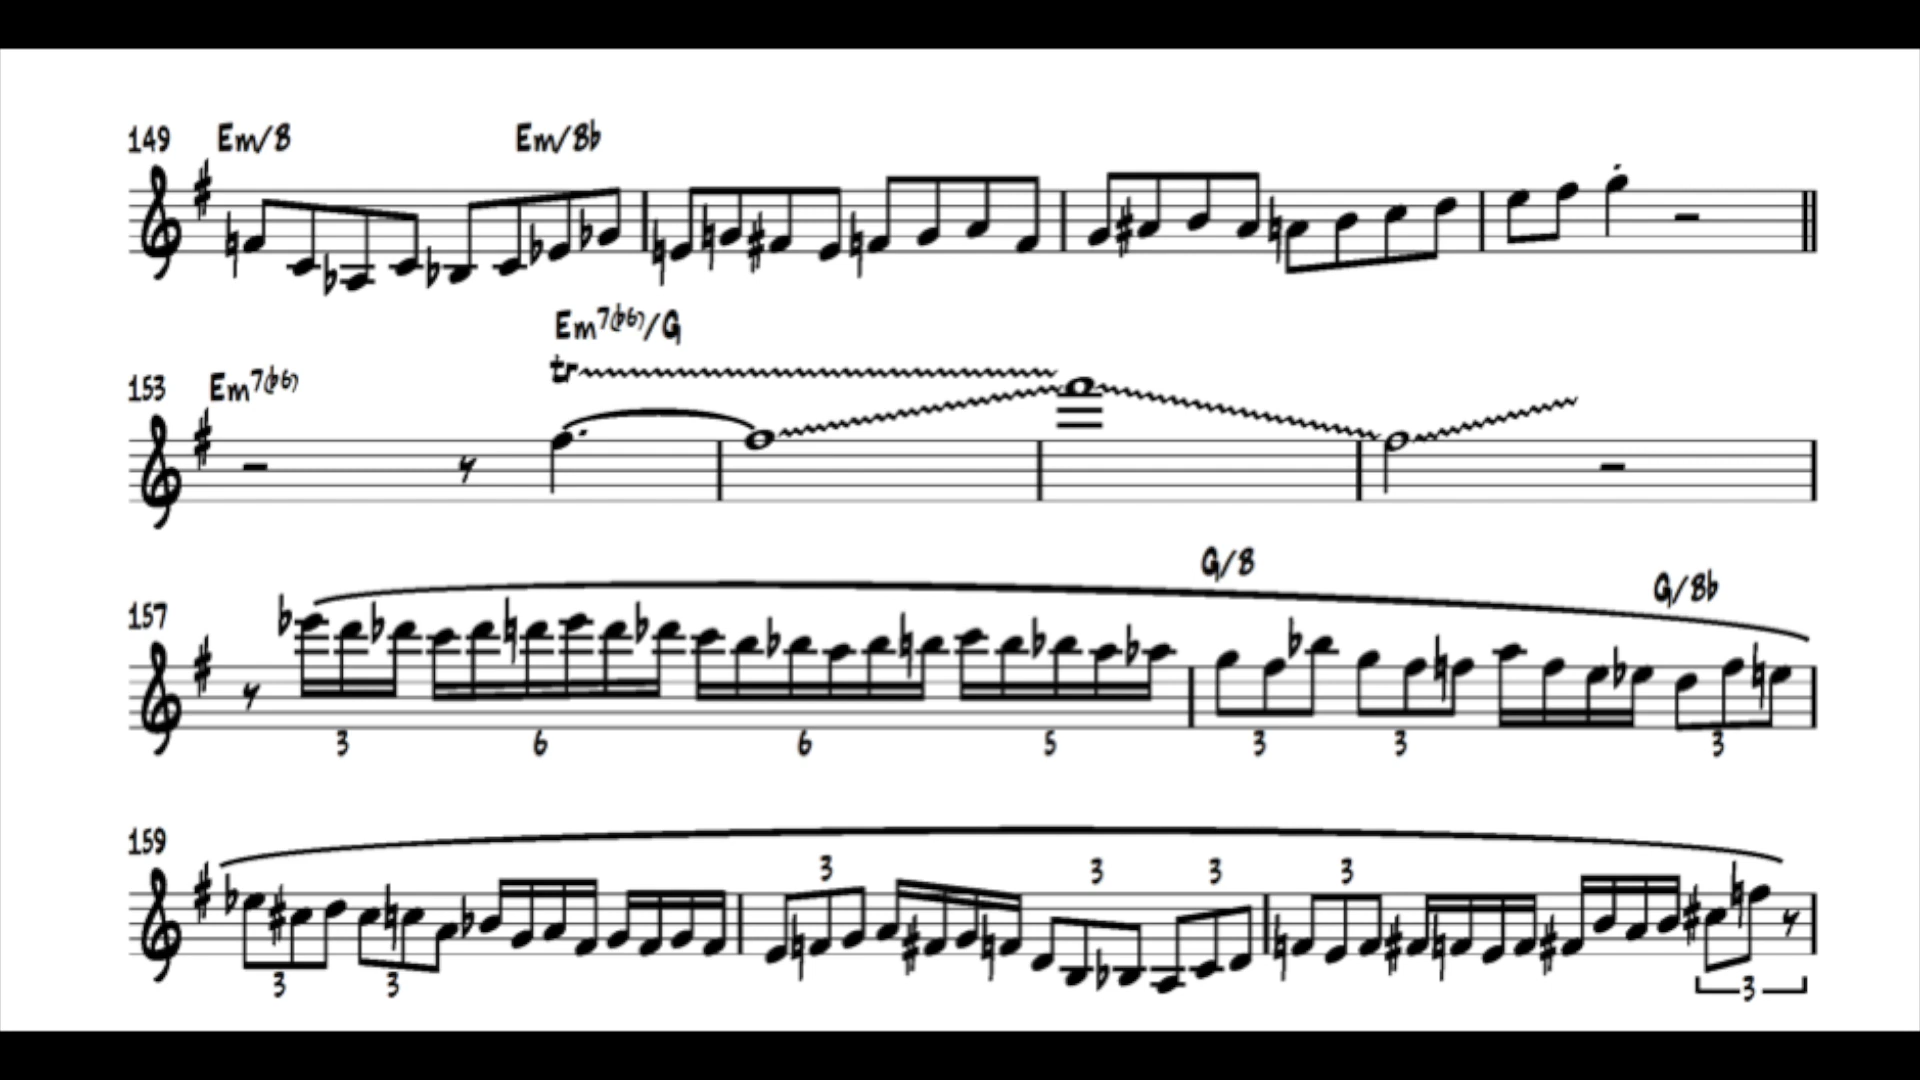 149 Em/B Em/Bb
Em7(b6)/G
tr
153 Em7(b6)
G/B
157 G/Bb
3 6 6 5 3 3 3
159
3 3 3 3
3 3 3